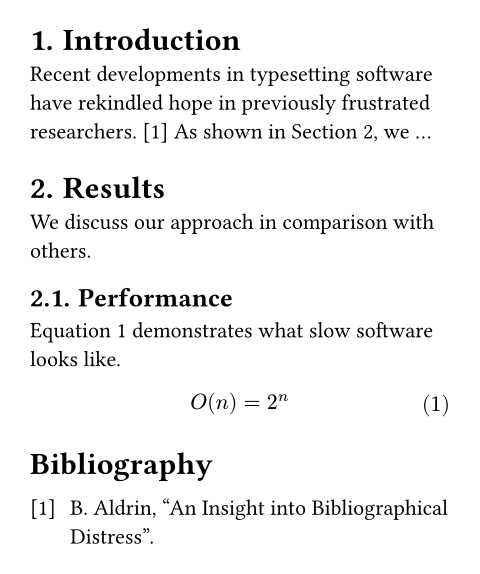 1. Introduction
Recent developments in typesetting software
have rekindled hope in previously frustrated
researchers. [1] As shown in Section 2, we …
2. Results
We discuss our approach in comparison with
others.
2.1. Performance
Equation 1 demonstrates what slow software
looks like.
O(n) = 2ⁿ (1)
Bibliography
[1] B. Aldrin, “An Insight into Bibliographical
Distress”.